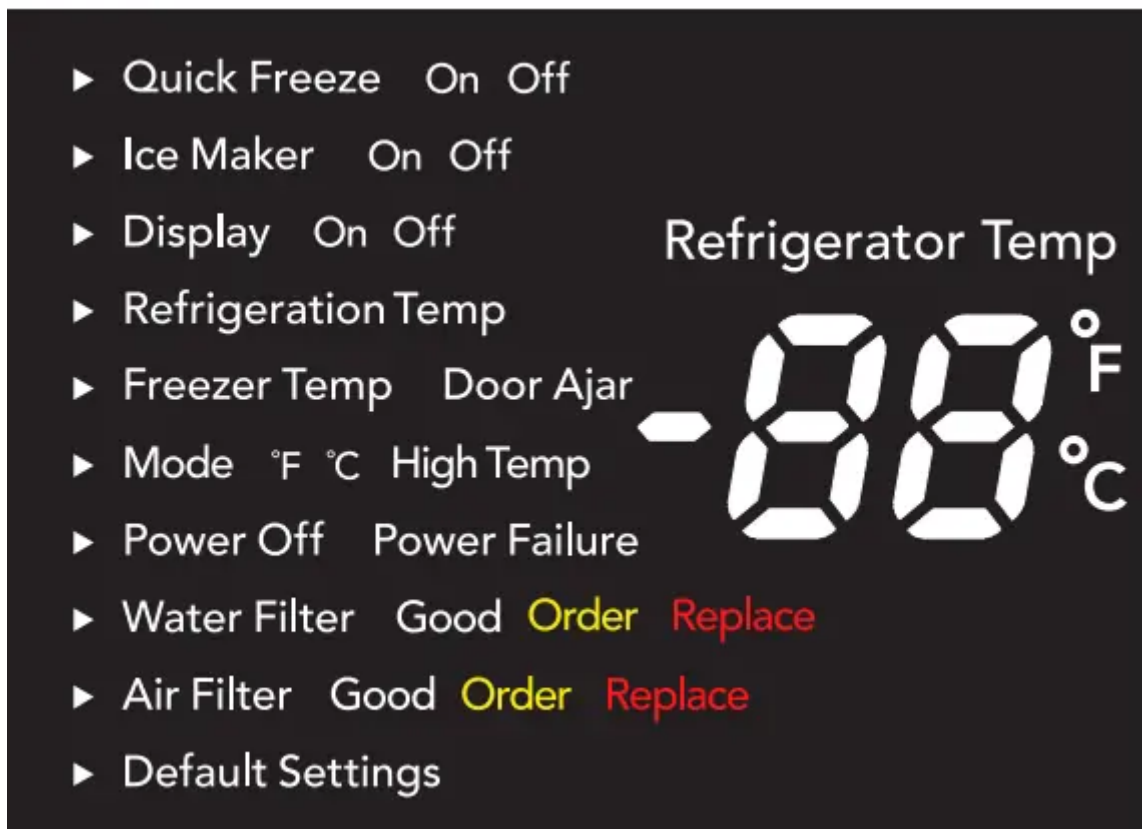 ▶ Quick Freeze On Off
▶ Ice Maker On Off
▶ Display On Off
Refrigerator Temp
▶ Refrigeration Temp
▶ Freezer Temp Door Ajar
-88 °F °C
▶ Mode °F °C High Temp
▶ Power Off Power Failure
▶ Water Filter Good Order Replace
▶ Air Filter Good Order Replace
▶ Default Settings